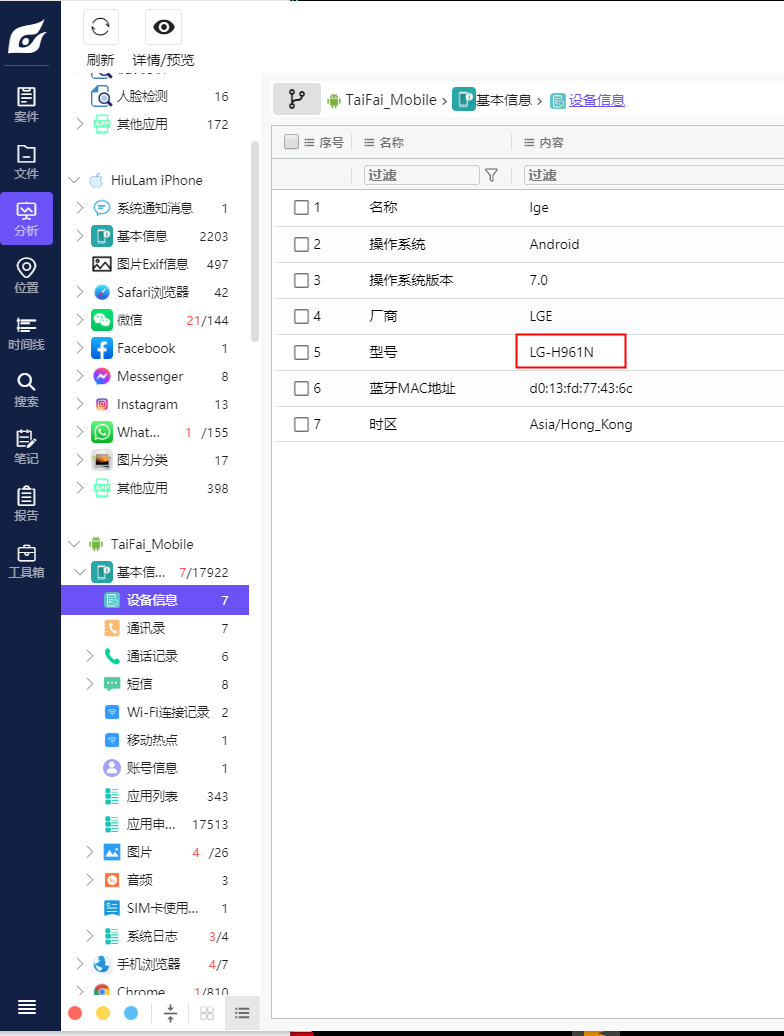 刷新 详情/预览
案件
文件
分析
位置
时间线
搜索
笔记
报告
工具箱
人脸检测 16
其他应用 172
HiuLam iPhone
系统通知消息 1
基本信息 2203
图片Exif信息 497
Safari浏览器 42
微信 21/144
Facebook 1
Messenger 8
Instagram 13
What... 1 /155
图片分类 17
其他应用 398
TaiFai_Mobile
基本信... 7/17922
设备信息 7
通讯录 7
通话记录 6
短信 8
Wi-Fi连接记录 2
移动热点 1
账号信息 1
应用列表 343
应用申... 17513
图片 4 /26
音频 3
SIM卡使用... 1
系统日志 3/4
手机浏览器 4/7
Chrome 1/810
TaiFai_Mobile › 基本信息 › 设备信息
序号 名称 内容
过滤 过滤
1 名称 lge
2 操作系统 Android
3 操作系统版本 7.0
4 厂商 LGE
5 型号 LG-H961N
6 蓝牙MAC地址 d0:13:fd:77:43:6c
7 时区 Asia/Hong_Kong